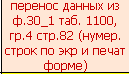 перенос данных из
ф.30_1 таб. 1100,
гр.4 стр.82 (нумер.
строк по экр и печат
форме)